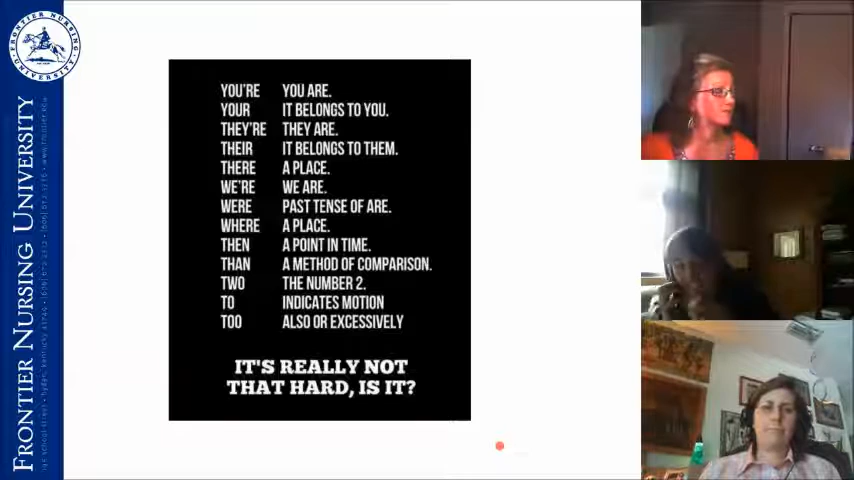 FRONTIER NURSING UNIVERSITY
FRONTIER NURSING
UNIVERSITY
YOU'RE YOU ARE.
YOUR IT BELONGS TO YOU.
THEY'RE THEY ARE.
THEIR IT BELONGS TO THEM.
THERE A PLACE.
WE'RE WE ARE.
WERE PAST TENSE OF ARE.
WHERE A PLACE.
THEN A POINT IN TIME.
THAN A METHOD OF COMPARISON.
TWO THE NUMBER 2.
TO INDICATES MOTION
TOO ALSO OR EXCESSIVELY
IT'S REALLY NOT
THAT HARD, IS IT?